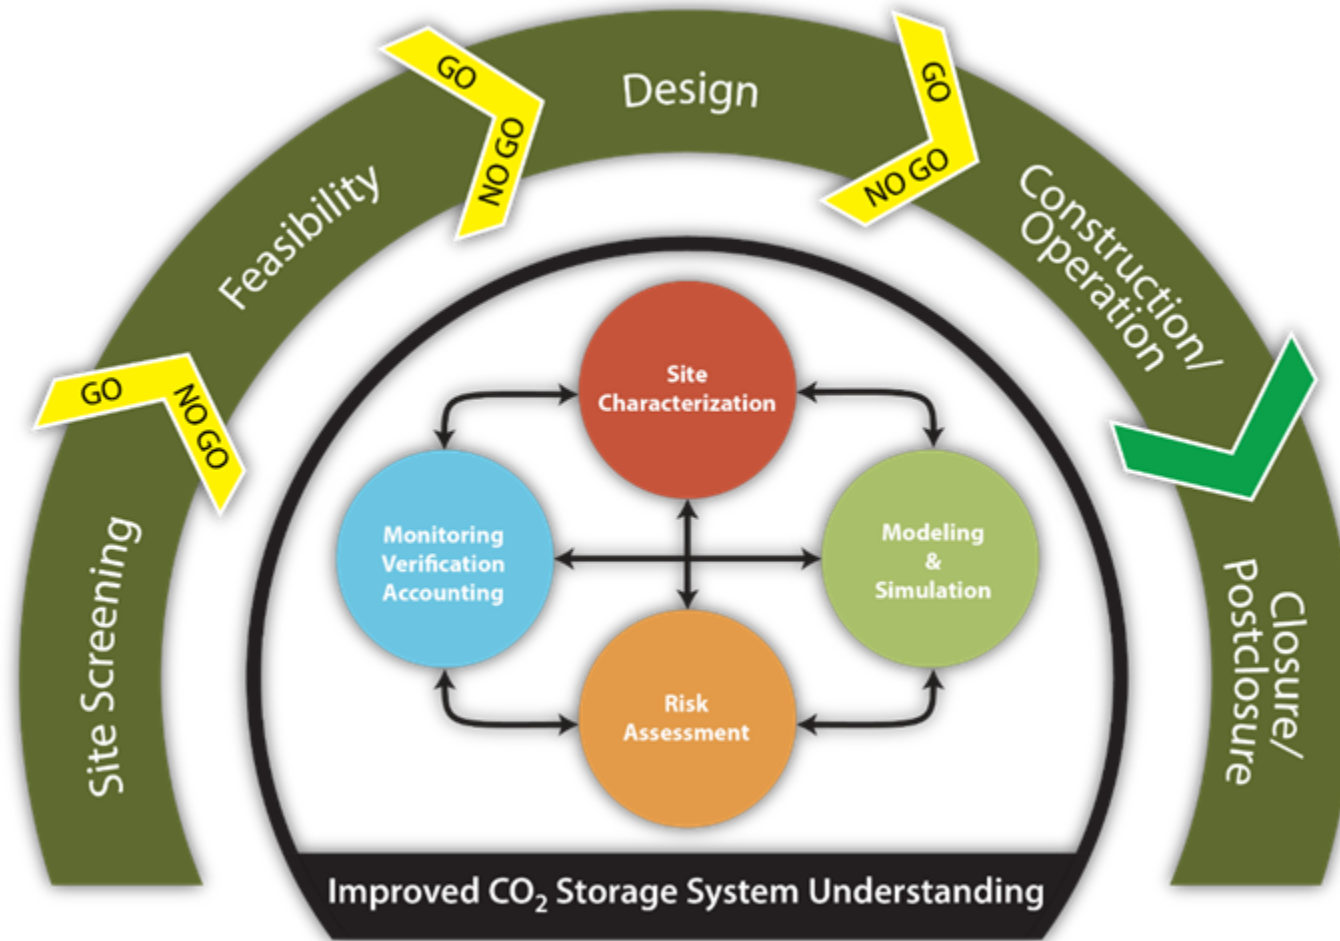 Site Screening
GO
NO GO
Feasibility
GO
NO GO
Design
GO
NO GO
Construction/
Operation
Closure/
Postclosure
Site
Characterization
Monitoring
Verification
Accounting
Modeling
&
Simulation
Risk
Assessment
Improved CO₂ Storage System Understanding